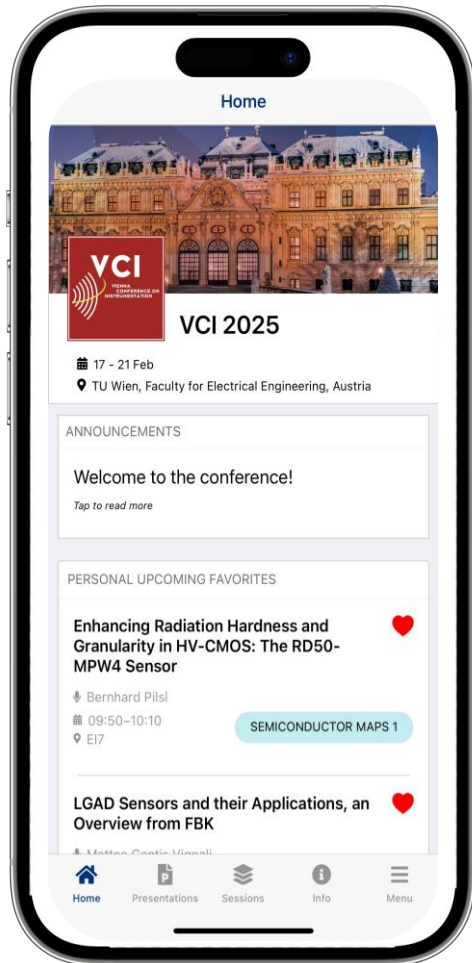 Home
VCI
VIENNA
CONFERENCE ON
INSTRUMENTATION
VCI 2025
17 - 21 Feb
TU Wien, Faculty for Electrical Engineering, Austria
ANNOUNCEMENTS
Welcome to the conference!
Tap to read more
PERSONAL UPCOMING FAVORITES
Enhancing Radiation Hardness and
Granularity in HV-CMOS: The RD50-
MPW4 Sensor
Bernhard Pilsl
09:50–10:10
EI7
SEMICONDUCTOR MAPS 1
LGAD Sensors and their Applications, an
Overview from FBK
Matteo Centis Vignali
Home
Presentations
Sessions
Info
Menu